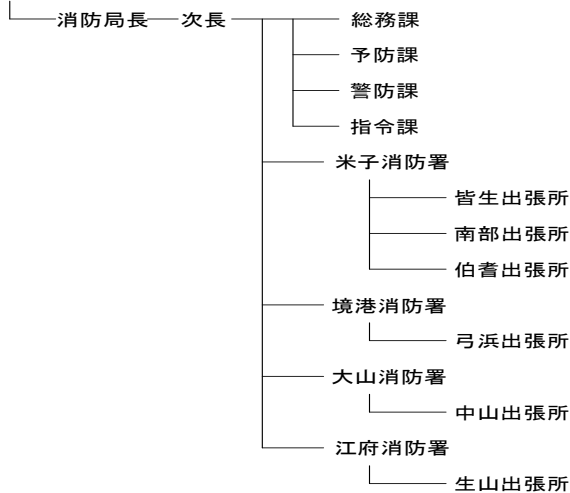 消防局長 次長 総務課
予防課
警防課
指令課
米子消防署
皆生出張所
南部出張所
伯耆出張所
境港消防署
弓浜出張所
大山消防署
中山出張所
江府消防署
生山出張所